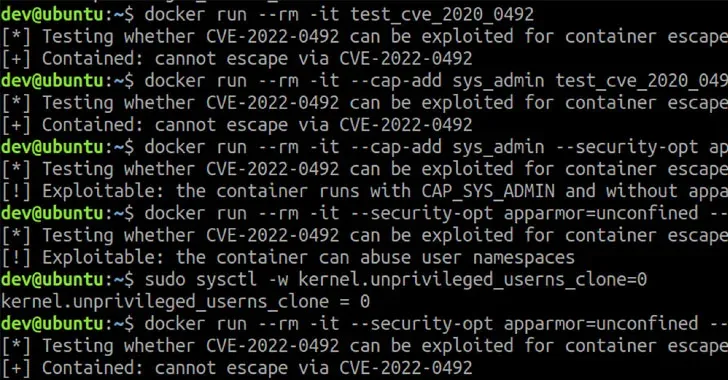 dev@ubuntu:~$ docker run --rm -it test_cve_2020_0492
[*] Testing whether CVE-2022-0492 can be exploited for container escape
[+] Contained: cannot escape via CVE-2022-0492
dev@ubuntu:~$ docker run --rm -it --cap-add sys_admin test_cve_2020_049
[*] Testing whether CVE-2022-0492 can be exploited for container escape
[+] Contained: cannot escape via CVE-2022-0492
dev@ubuntu:~$ docker run --rm -it --cap-add sys_admin --security-opt ap
[*] Testing whether CVE-2022-0492 can be exploited for container escape
[!] Exploitable: the container runs with CAP_SYS_ADMIN and without appa
dev@ubuntu:~$ docker run --rm -it --security-opt apparmor=unconfined --
[*] Testing whether CVE-2022-0492 can be exploited for container escape
[!] Exploitable: the container can abuse user namespaces
dev@ubuntu:~$ sudo sysctl -w kernel.unprivileged_userns_clone=0
kernel.unprivileged_userns_clone = 0
dev@ubuntu:~$ docker run --rm -it --security-opt apparmor=unconfined --
[*] Testing whether CVE-2022-0492 can be exploited for container escape
[+] Contained: cannot escape via CVE-2022-0492